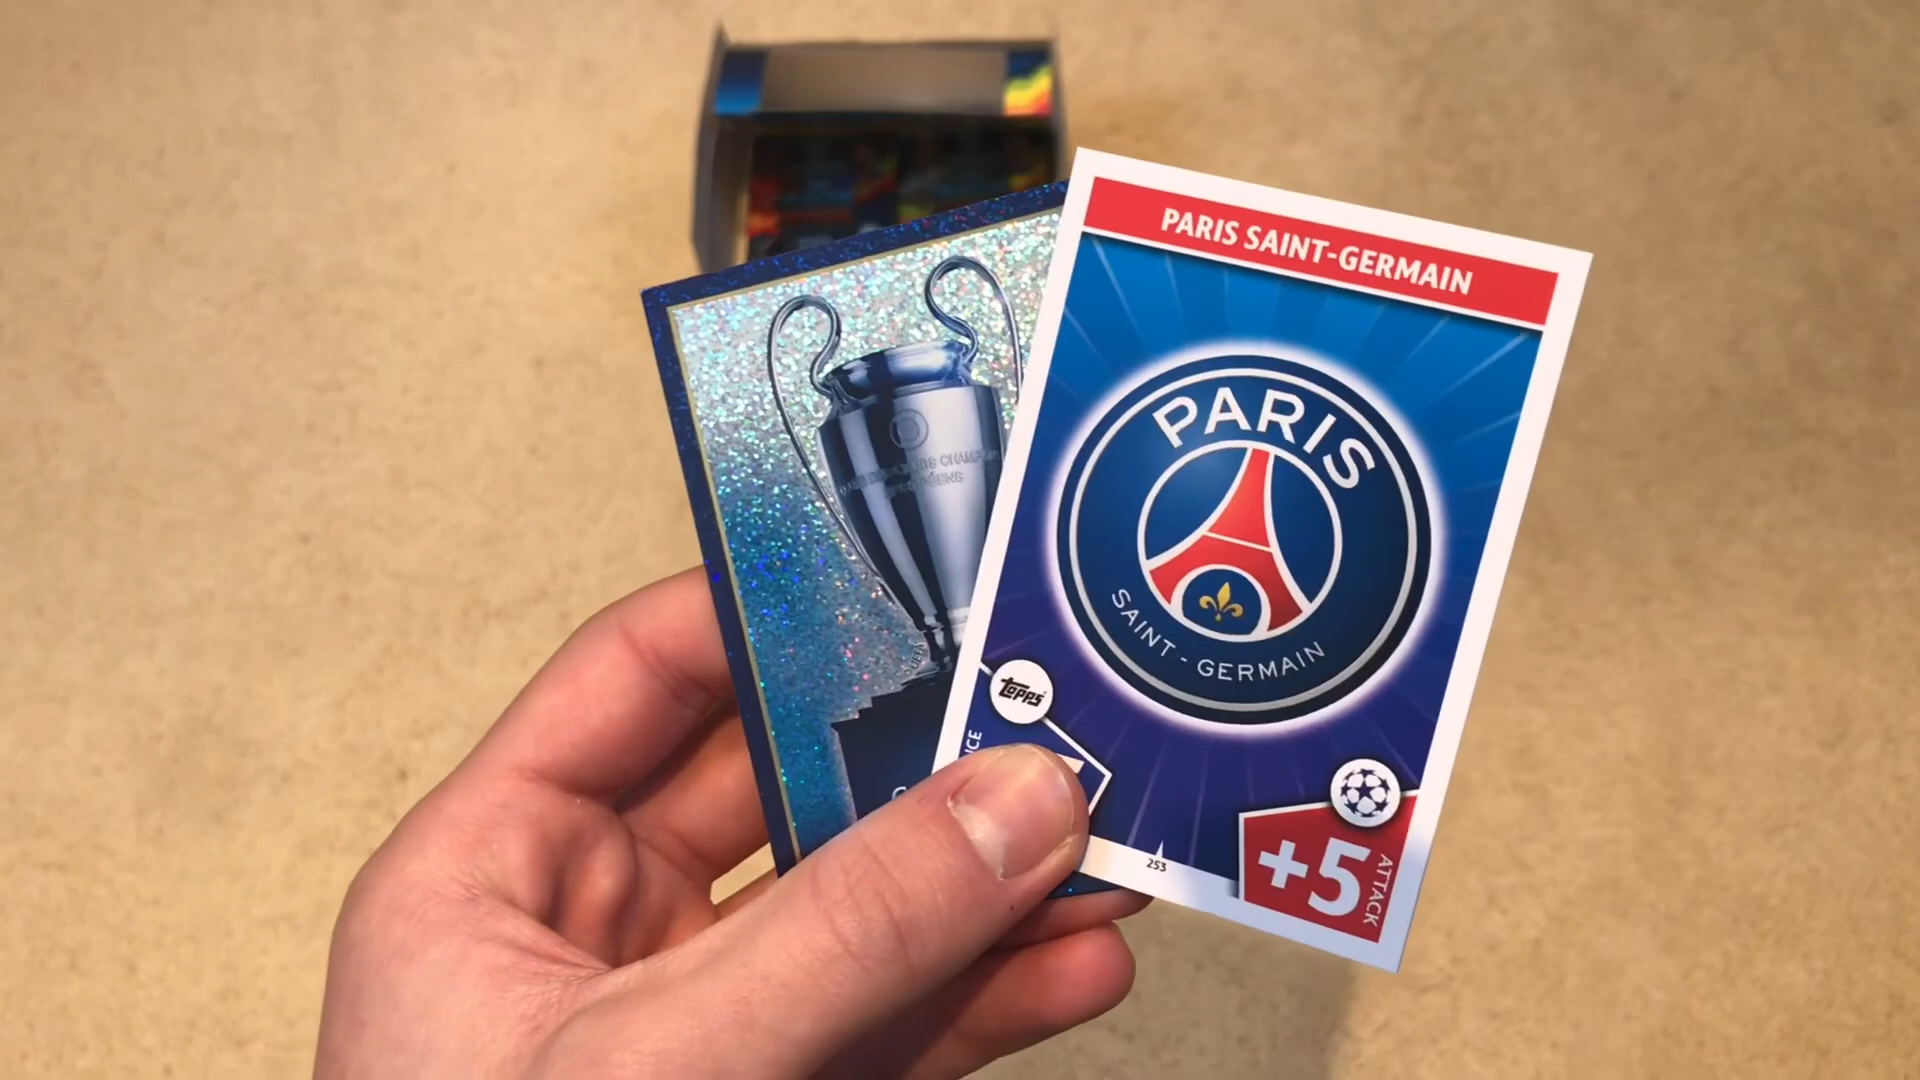 PARIS SAINT-GERMAIN
PARIS
SAINT - GERMAIN
topps
+5
ATTACK
253